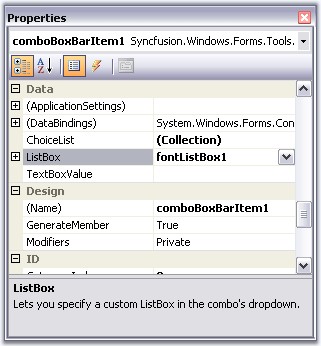 Properties
comboBoxBarItem1 Syncfusion.Windows.Forms.Tools.
Data
(ApplicationSettings)
(DataBindings) System.Windows.Forms.Con
ChoiceList (Collection)
ListBox fontListBox1
TextBoxValue
Design
(Name) comboBoxBarItem1
GenerateMember True
Modifiers Private
ID
ListBox
Lets you specify a custom ListBox in the combo's dropdown.